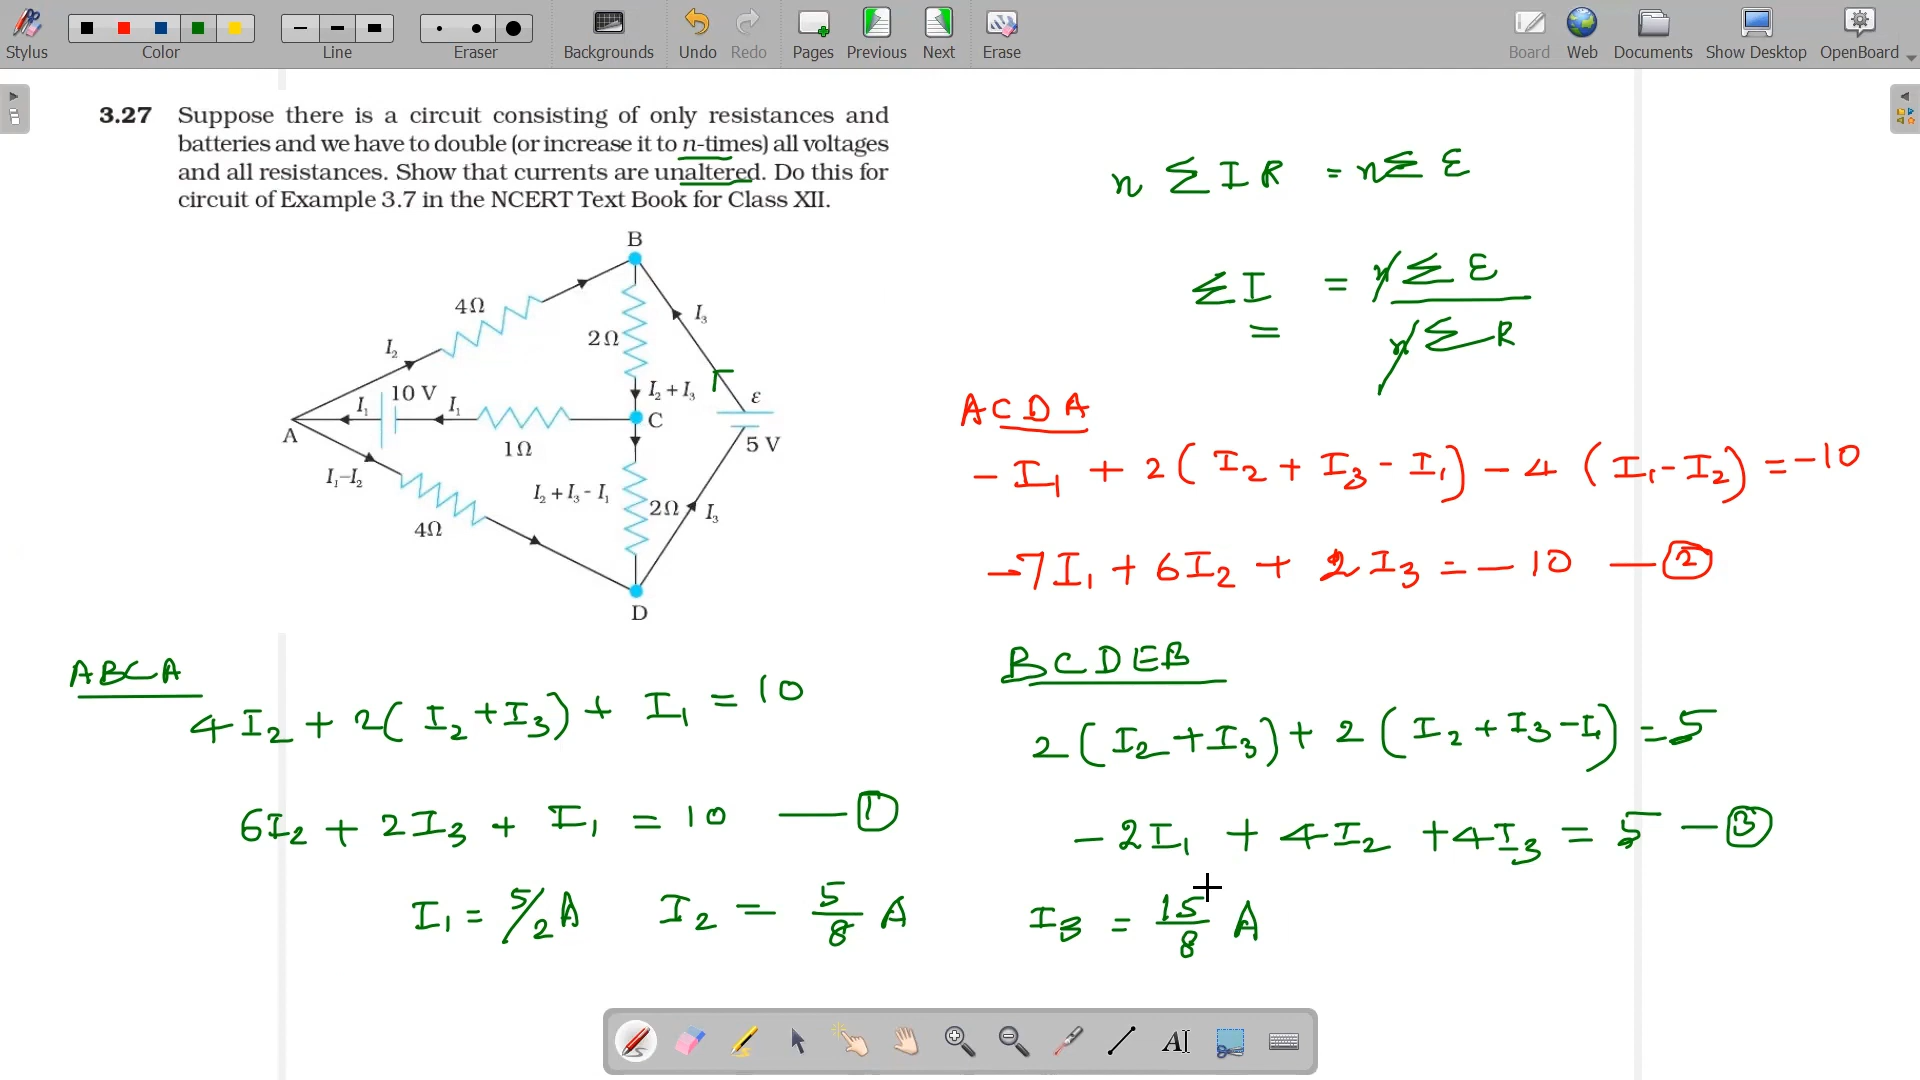 Stylus Color Line Eraser Backgrounds Undo Redo Pages Previous Next Erase Board Web Documents Show Desktop OpenBoard
3.27 Suppose there is a circuit consisting of only resistances and
batteries and we have to double (or increase it to n-times) all voltages
and all resistances. Show that currents are unaltered. Do this for
circuit of Example 3.7 in the NCERT Text Book for Class XII.
n Σ I R = n Σ ε
Σ I = n Σ ε / n Σ R
=
B
4Ω
I₃
2Ω
I₂
10 V
I₂ + I₃
ε
I₁
I₁
A
C
1Ω
5 V
I₁–I₂
I₂ + I₃ - I₁
2Ω
I₃
4Ω
D
ACDA
- I₁ + 2 ( I₂ + I₃ - I₁) - 4 ( I₁ - I₂) = -10
-7I₁ + 6I₂ + 2I₃ = -10 — ②
ABCA
4I₂ + 2( I₂ + I₃) + I₁ = 10
6I₂ + 2I₃ + I₁ = 10 — ①
BCDEB
2 ( I₂ + I₃) + 2 ( I₂ + I₃ - I₁) = 5
- 2I₁ + 4I₂ + 4I₃ = 5 — ③
I₁ = 5/2 A I₂ = 5/8 A I₃ = 15/8 A
AI